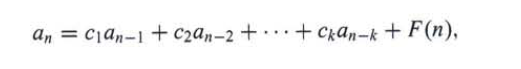 aₙ = c₁aₙ₋₁ + c₂aₙ₋₂ + ⋯ + cₖaₙ₋ₖ + F(n),